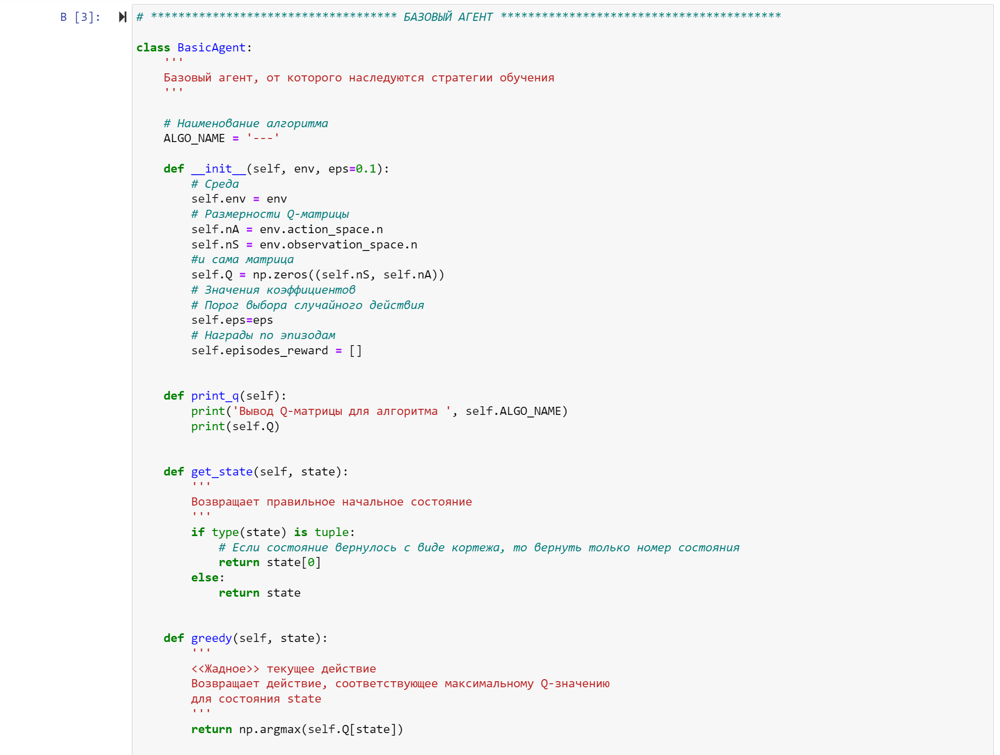 В [3]:
# ************************************ БАЗОВЫЙ АГЕНТ *****************************************
class BasicAgent:
'''
Базовый агент, от которого наследуются стратегии обучения
'''
# Наименование алгоритма
ALGO_NAME = '---'
def __init__(self, env, eps=0.1):
# Среда
self.env = env
# Размерности Q-матрицы
self.nA = env.action_space.n
self.nS = env.observation_space.n
#и сама матрица
self.Q = np.zeros((self.nS, self.nA))
# Значения коэффициентов
# Порог выбора случайного действия
self.eps=eps
# Награды по эпизодам
self.episodes_reward = []
def print_q(self):
print('Вывод Q-матрицы для алгоритма ', self.ALGO_NAME)
print(self.Q)
def get_state(self, state):
'''
Возвращает правильное начальное состояние
'''
if type(state) is tuple:
# Если состояние вернулось с виде кортежа, то вернуть только номер состояния
return state[0]
else:
return state
def greedy(self, state):
'''
<<Жадное>> текущее действие
Возвращает действие, соответствующее максимальному Q-значению
для состояния state
'''
return np.argmax(self.Q[state])